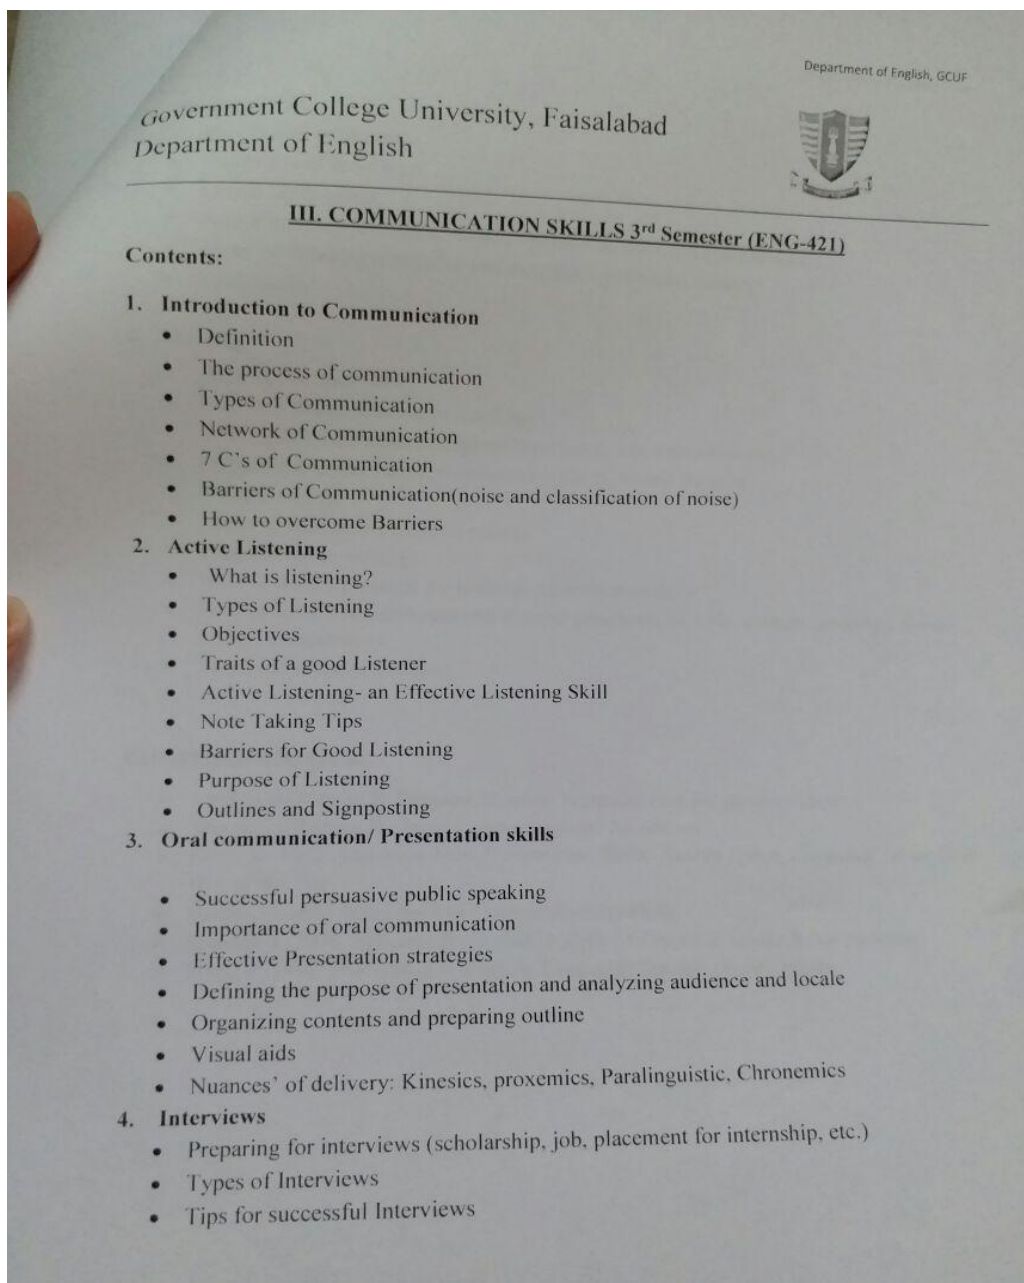 Department of English, GCUF
Government College University, Faisalabad
Department of English
III. COMMUNICATION SKILLS 3rd Semester (ENG-421)
Contents:
1. Introduction to Communication
• Definition
• The process of communication
• Types of Communication
• Network of Communication
• 7 C's of Communication
• Barriers of Communication(noise and classification of noise)
• How to overcome Barriers
2. Active Listening
• What is listening?
• Types of Listening
• Objectives
• Traits of a good Listener
• Active Listening- an Effective Listening Skill
• Note Taking Tips
• Barriers for Good Listening
• Purpose of Listening
• Outlines and Signposting
3. Oral communication/ Presentation skills
• Successful persuasive public speaking
• Importance of oral communication
• Effective Presentation strategies
• Defining the purpose of presentation and analyzing audience and locale
• Organizing contents and preparing outline
• Visual aids
• Nuances' of delivery: Kinesics, proxemics, Paralinguistic, Chronemics
4. Interviews
• Preparing for interviews (scholarship, job, placement for internship, etc.)
• Types of Interviews
• Tips for successful Interviews